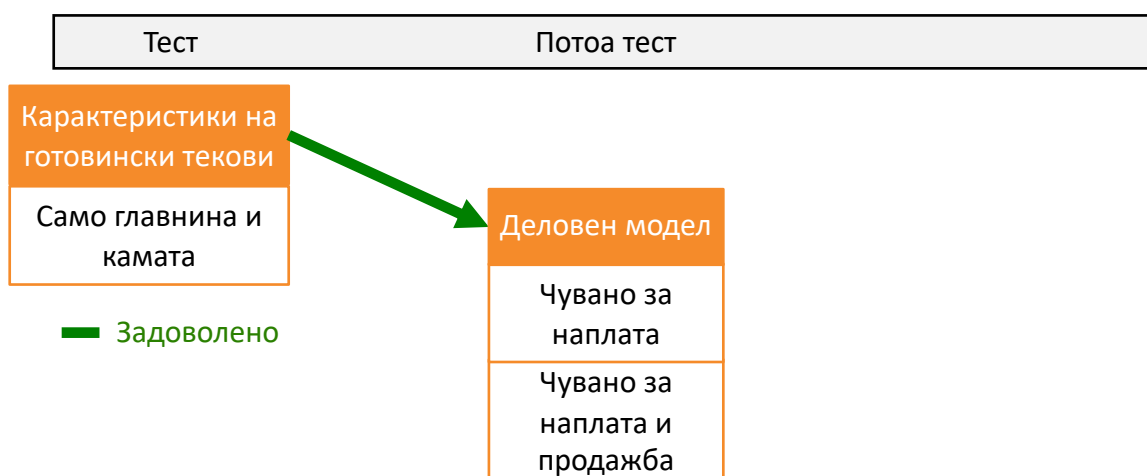 Тест Потоа тест
Карактеристики на
готовински текови
Само главнина и
камата
Задоволено
Деловен модел
Чувано за
наплата
Чувано за
наплата и
продажба